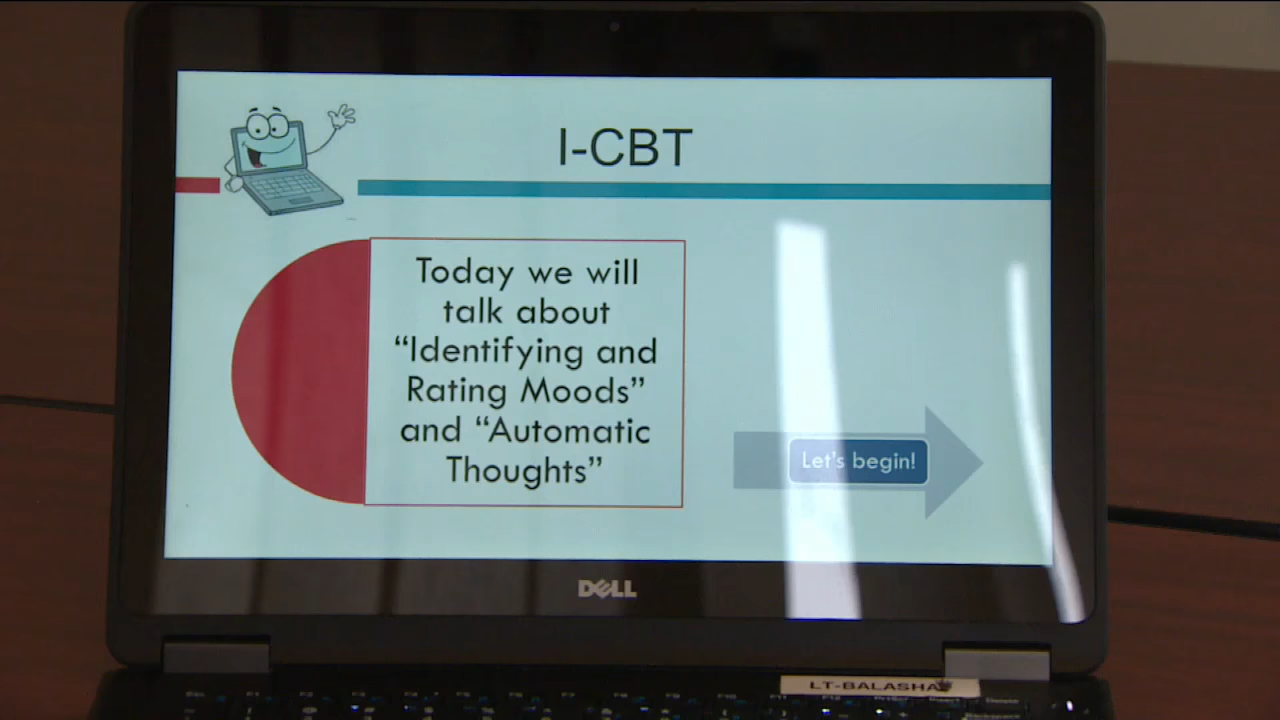 I-CBT
Today we will
talk about
“Identifying and
Rating Moods”
and “Automatic
Thoughts”
Let's begin!
DELL
LT-BALASHA